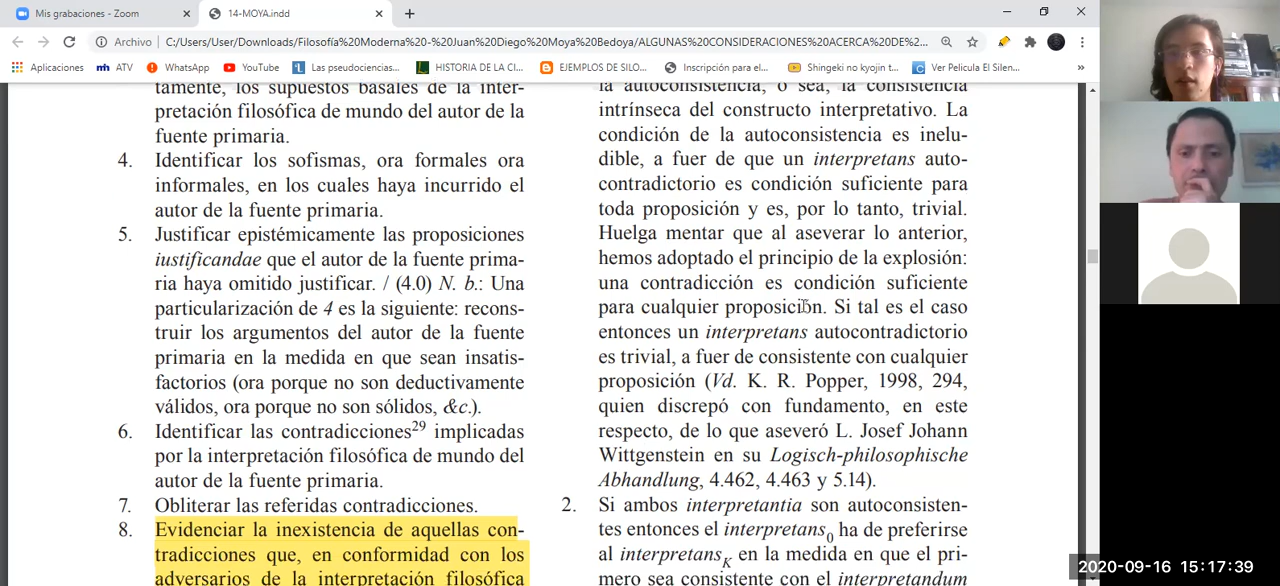 Mis grabaciones - Zoom
14-MOYA.indd
Archivo
C:/Users/User/Downloads/Filosofía%20Moderna%20-%20Juan%20Diego%20Moya%20Bedoya/ALGUNAS%20CONSIDERACIONES%20ACERCA%20DE%2...
Aplicaciones
mh ATV
WhatsApp
YouTube
Las pseudociencias...
HISTORIA DE LA CI...
EJEMPLOS DE SILO...
Inscripción para el...
Shingeki no kyojin t...
Ver Pelicula El Silen...
»
tamente, los supuestos basales de la inter-
pretación filosófica de mundo del autor de la
fuente primaria.
4. Identificar los sofismas, ora formales ora
informales, en los cuales haya incurrido el
autor de la fuente primaria.
5. Justificar epistémicamente las proposiciones
iustificandae que el autor de la fuente prima-
ria haya omitido justificar. / (4.0) N. b.: Una
particularización de 4 es la siguiente: recons-
truir los argumentos del autor de la fuente
primaria en la medida en que sean insatis-
factorios (ora porque no son deductivamente
válidos, ora porque no son sólidos, &c.).
6. Identificar las contradicciones29 implicadas
por la interpretación filosófica de mundo del
autor de la fuente primaria.
7. Obliterar las referidas contradicciones.
8. Evidenciar la inexistencia de aquellas con-
tradicciones que, en conformidad con los
adversarios de la interpretación filosófica
la autoconsistencia, o sea, la consistencia
intrínseca del constructo interpretativo. La
condición de la autoconsistencia es inelu-
dible, a fuer de que un interpretans auto-
contradictorio es condición suficiente para
toda proposición y es, por lo tanto, trivial.
Huelga mentar que al aseverar lo anterior,
hemos adoptado el principio de la explosión:
una contradicción es condición suficiente
para cualquier proposición. Si tal es el caso
entonces un interpretans autocontradictorio
es trivial, a fuer de consistente con cualquier
proposición (Vd. K. R. Popper, 1998, 294,
quien discrepó con fundamento, en este
respecto, de lo que aseveró L. Josef Johann
Wittgenstein en su Logisch-philosophische
Abhandlung, 4.462, 4.463 y 5.14).
2. Si ambos interpretantia son autoconsisten-
tes entonces el interpretans0 ha de preferirse
al interpretansK en la medida en que el pri-
mero sea consistente con el interpretandum
2020-09-16 15:17:39